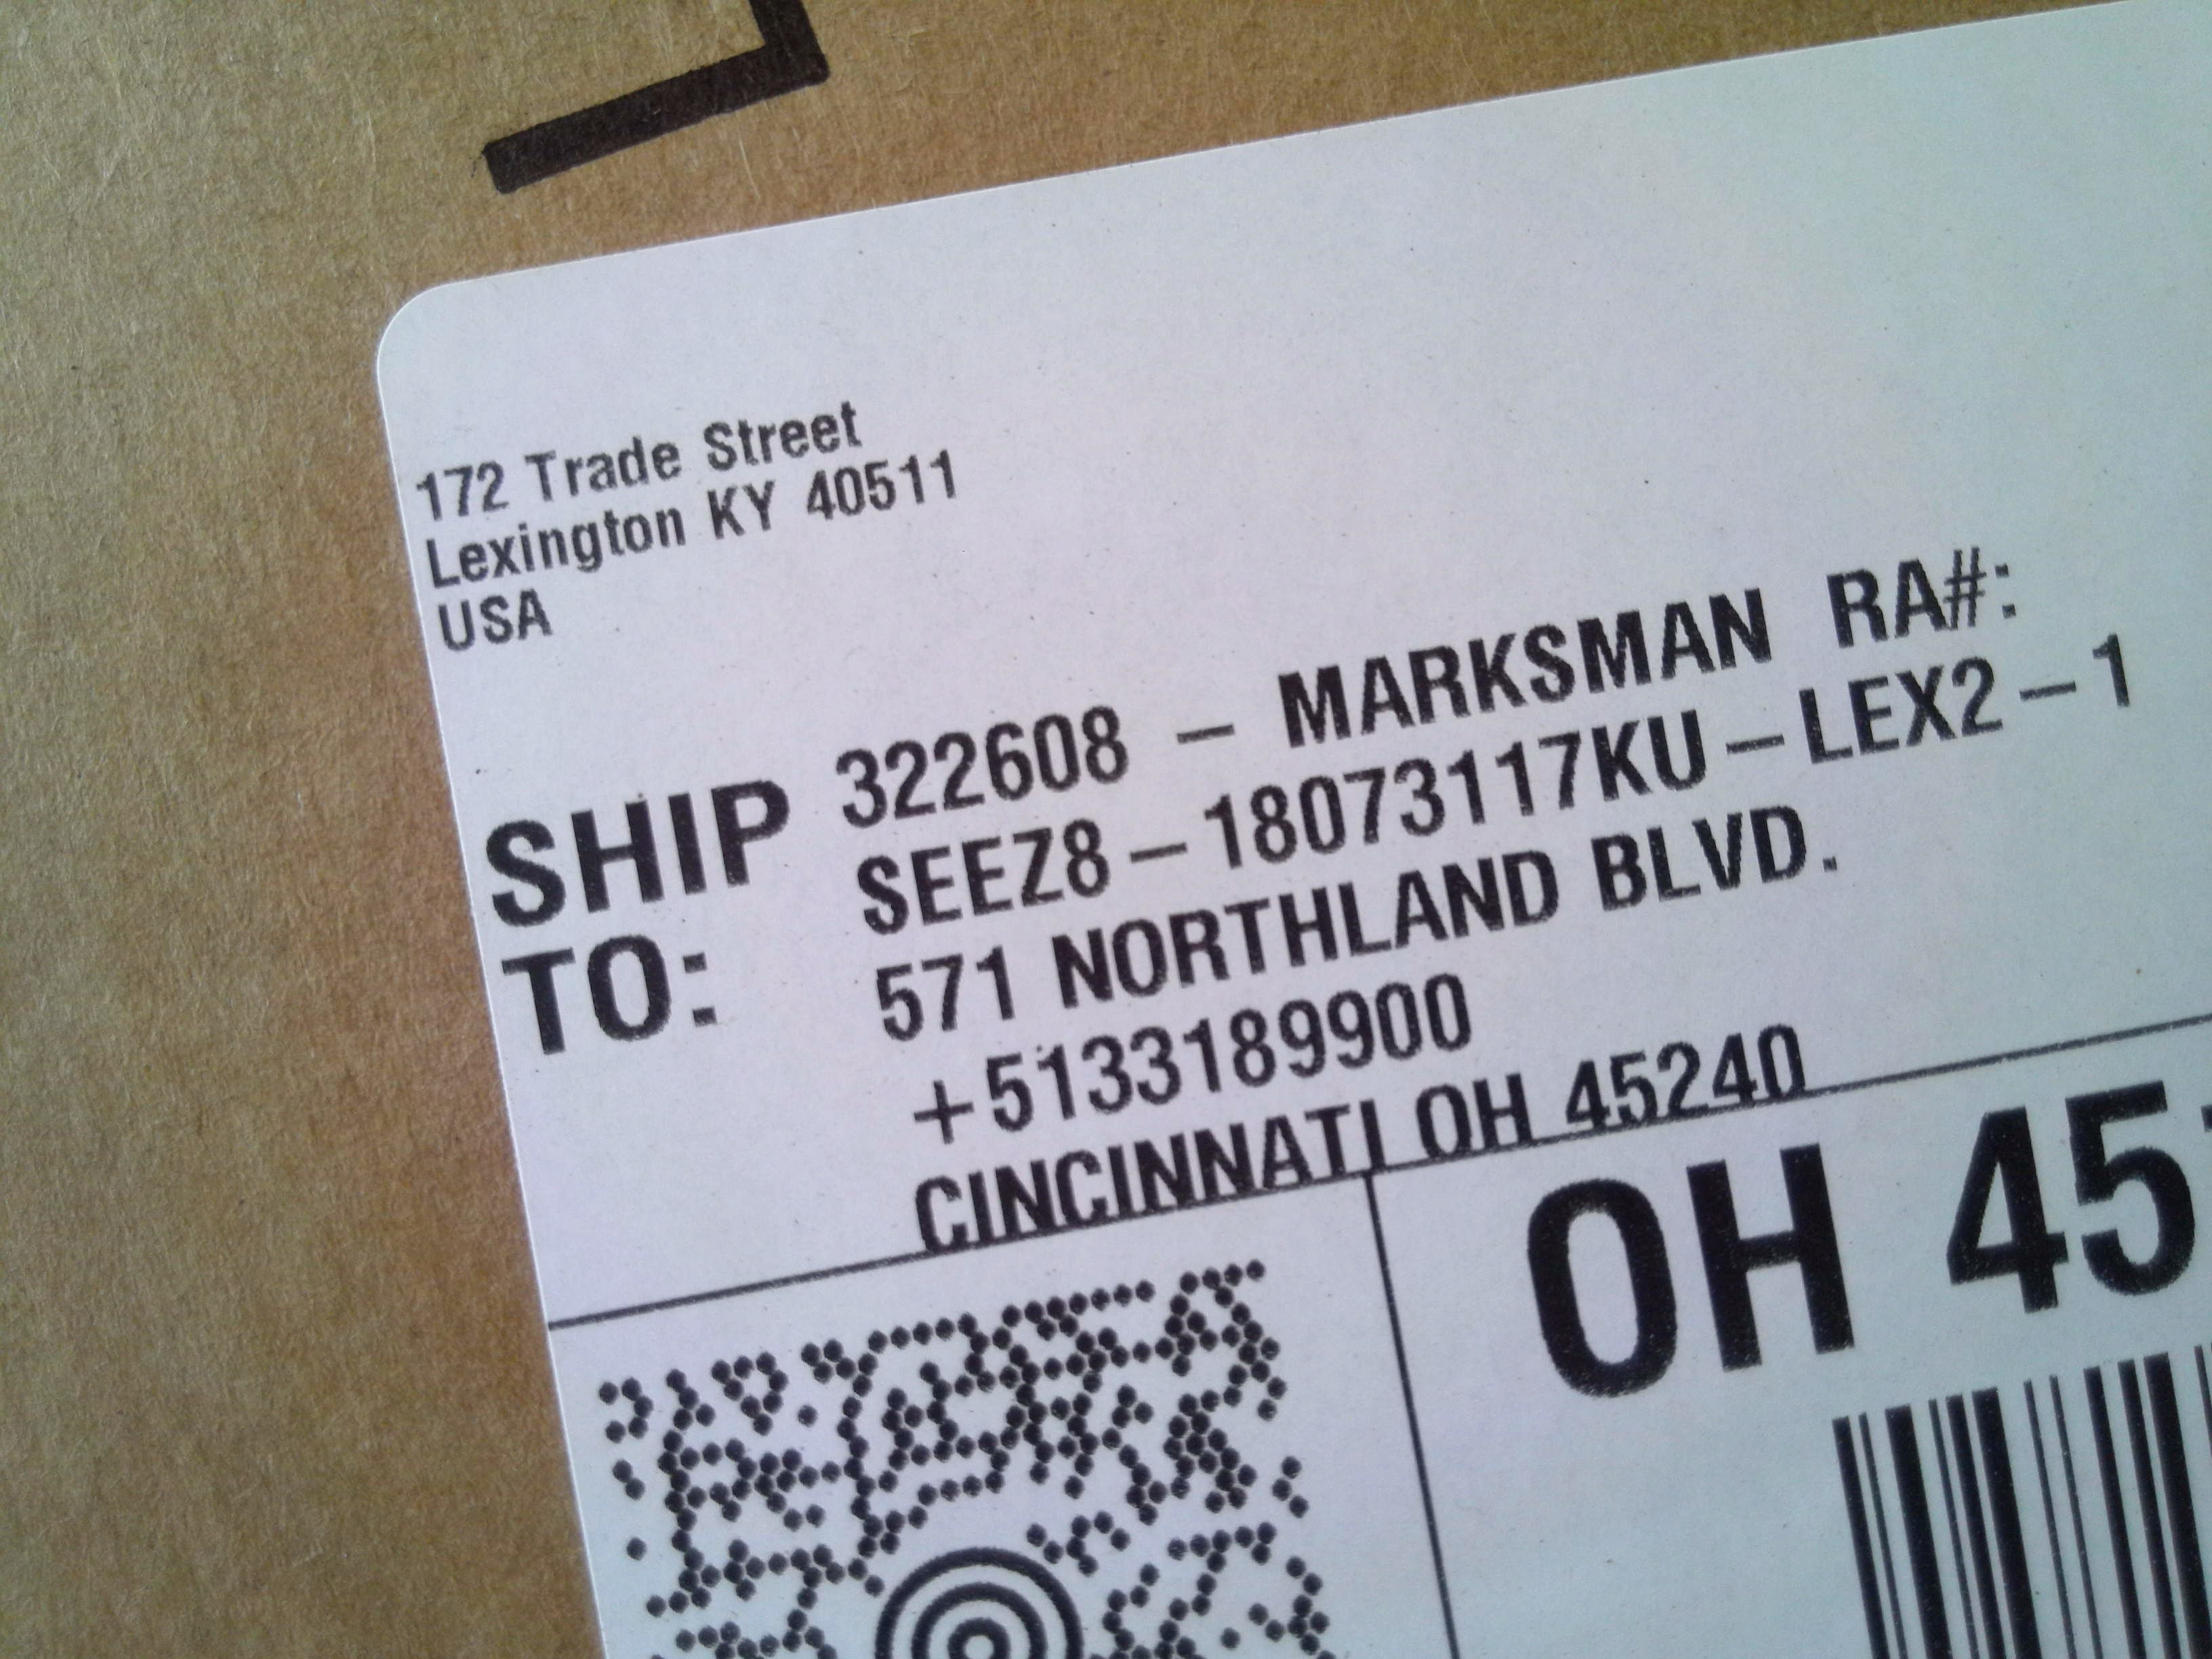 172 Trade Street
Lexington KY 40511
USA
SHIP TO:
322608 – MARKSMAN RA#:
SEEZ8–18073117KU–LEX2–1
571 NORTHLAND BLVD.
+5133189900
CINCINNATI OH 45240
OH 45